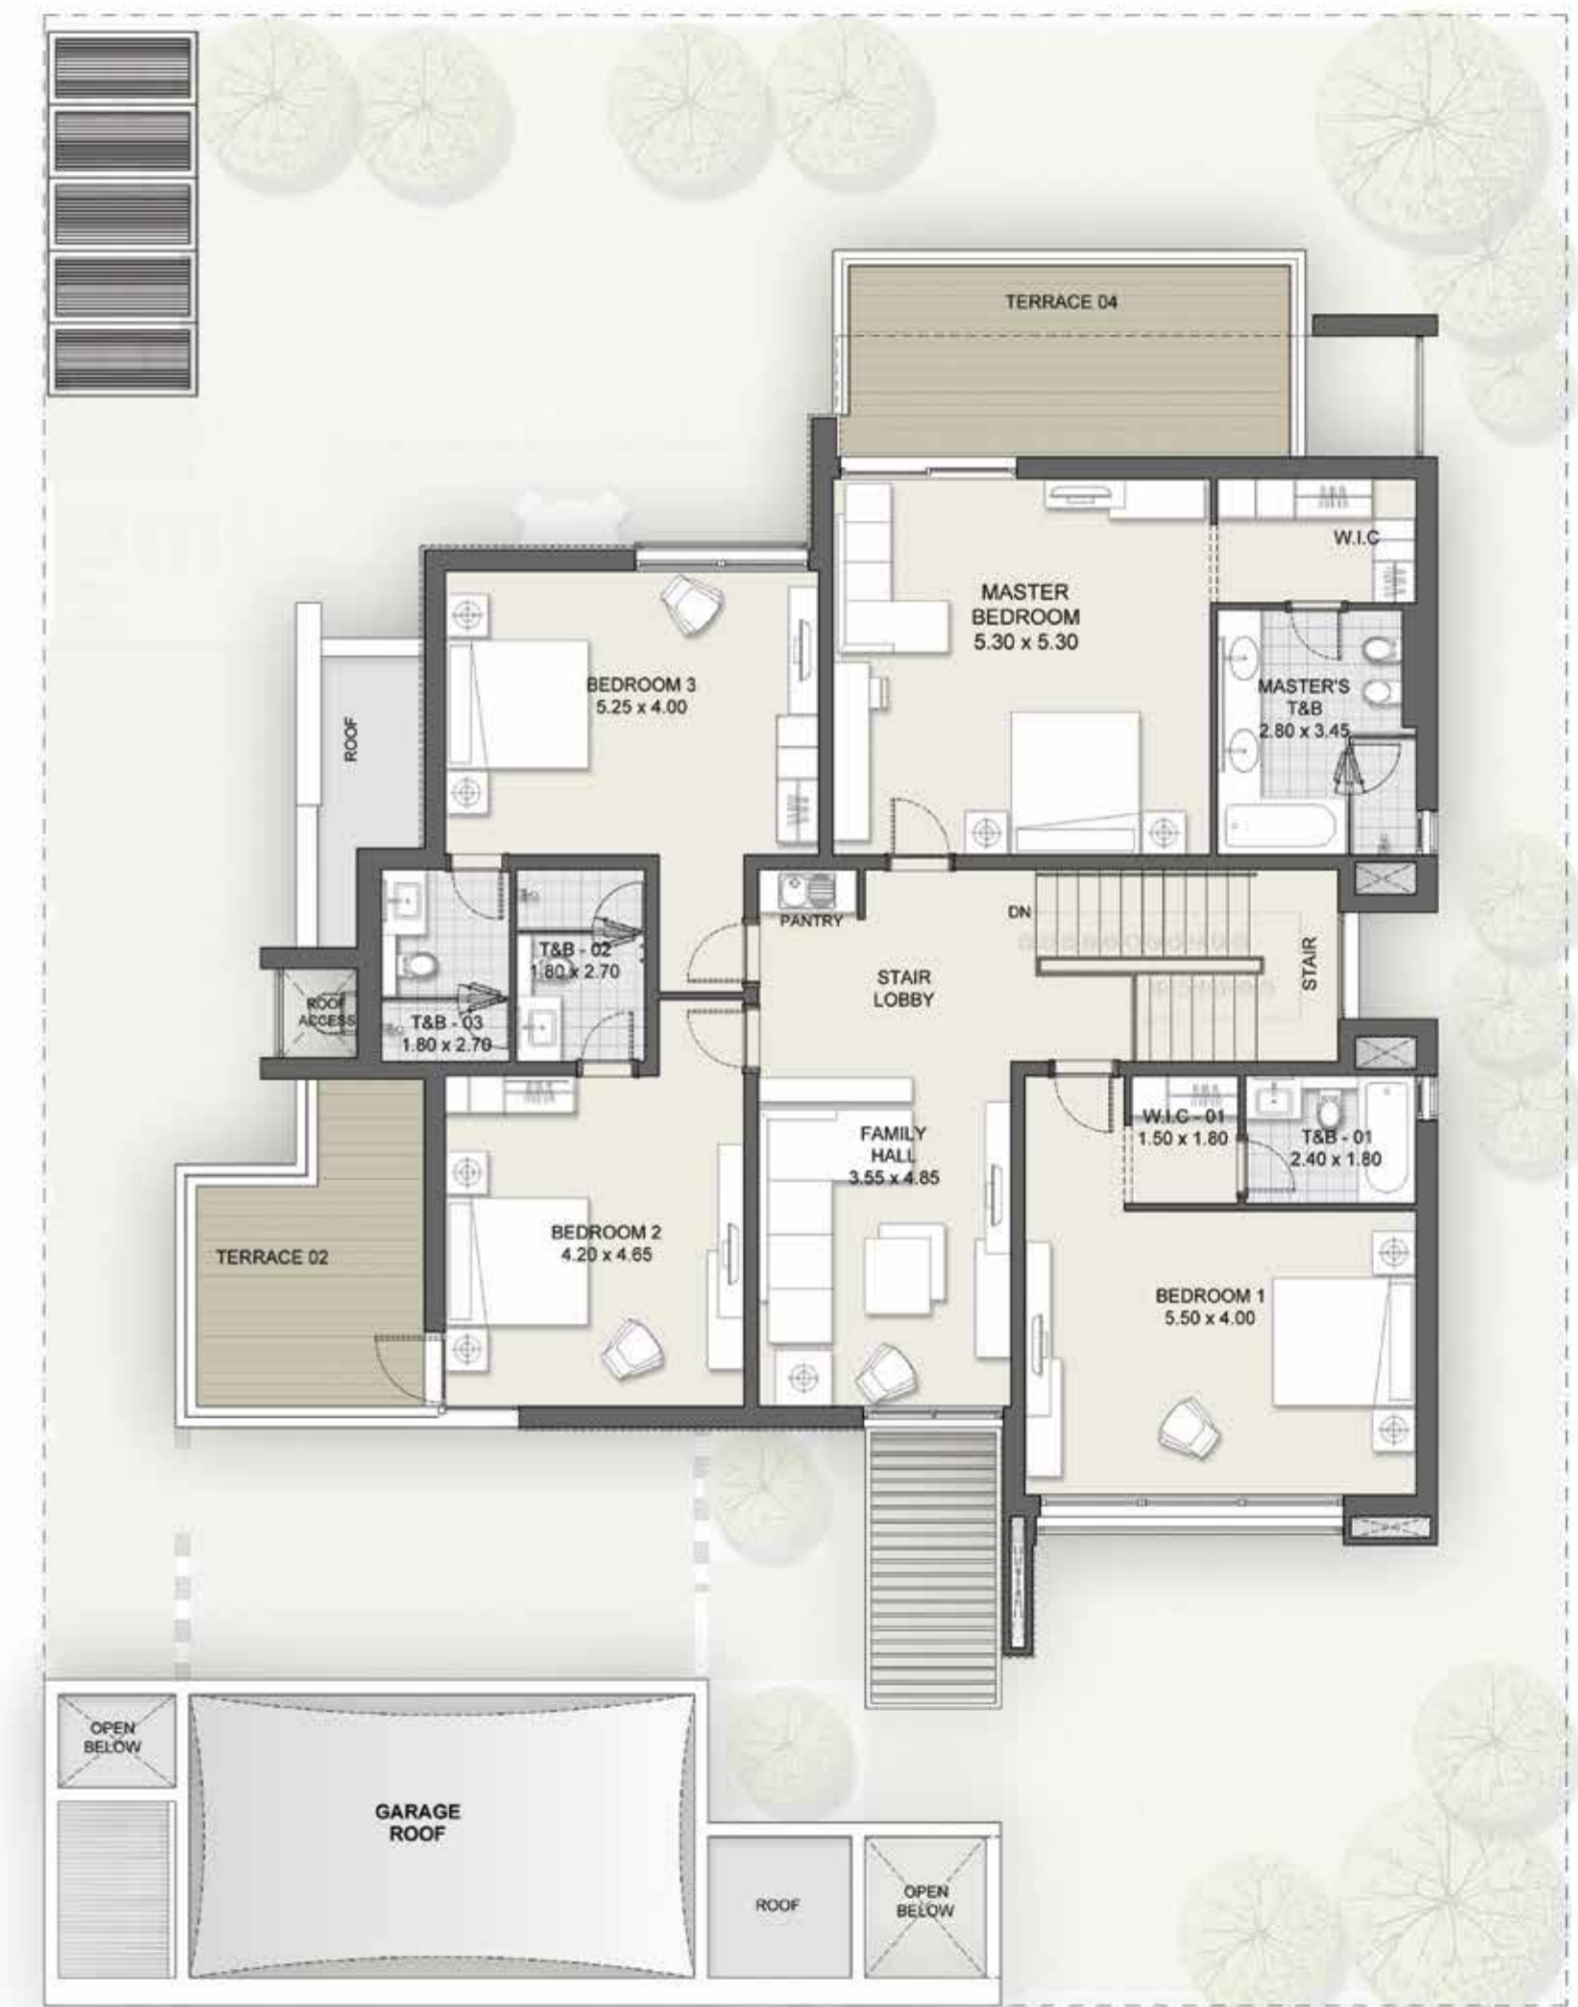 TERRACE 04
W.I.C
MASTER
BEDROOM
5.30 x 5.30
BEDROOM 3
5.25 x 4.00
MASTER'S
T&B
2.80 x 3.45
ROOF
PANTRY
DN
STAIR
LOBBY
STAIR
T&B - 02
1.80 x 2.70
ROOF
ACCESS
T&B - 03
1.80 x 2.70
FAMILY
HALL
3.55 x 4.85
W.I.C - 01
1.50 x 1.80
T&B - 01
2.40 x 1.80
BEDROOM 2
4.20 x 4.65
TERRACE 02
BEDROOM 1
5.50 x 4.00
OPEN
BELOW
GARAGE
ROOF
ROOF
OPEN
BELOW